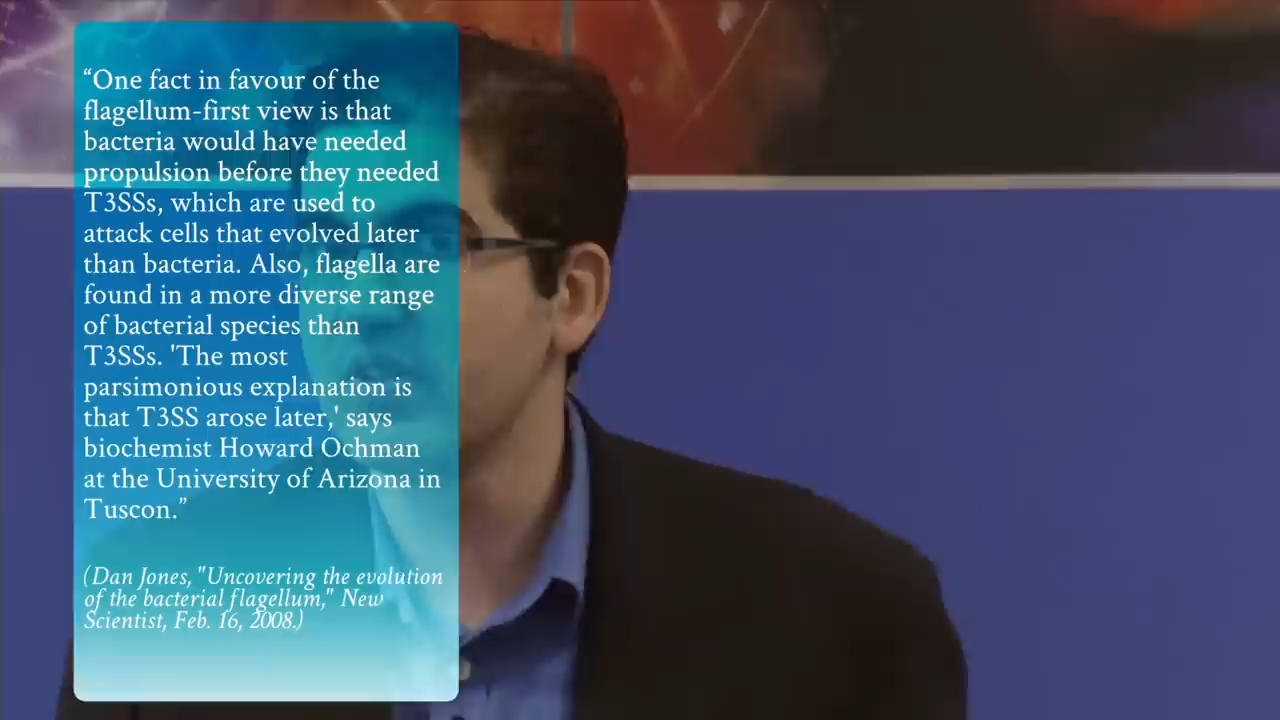 “One fact in favour of the
flagellum-first view is that
bacteria would have needed
propulsion before they needed
T3SSs, which are used to
attack cells that evolved later
than bacteria. Also, flagella are
found in a more diverse range
of bacterial species than
T3SSs. 'The most
parsimonious explanation is
that T3SS arose later,' says
biochemist Howard Ochman
at the University of Arizona in
Tuscon.”
(Dan Jones, "Uncovering the evolution
of the bacterial flagellum," New
Scientist, Feb. 16, 2008.)